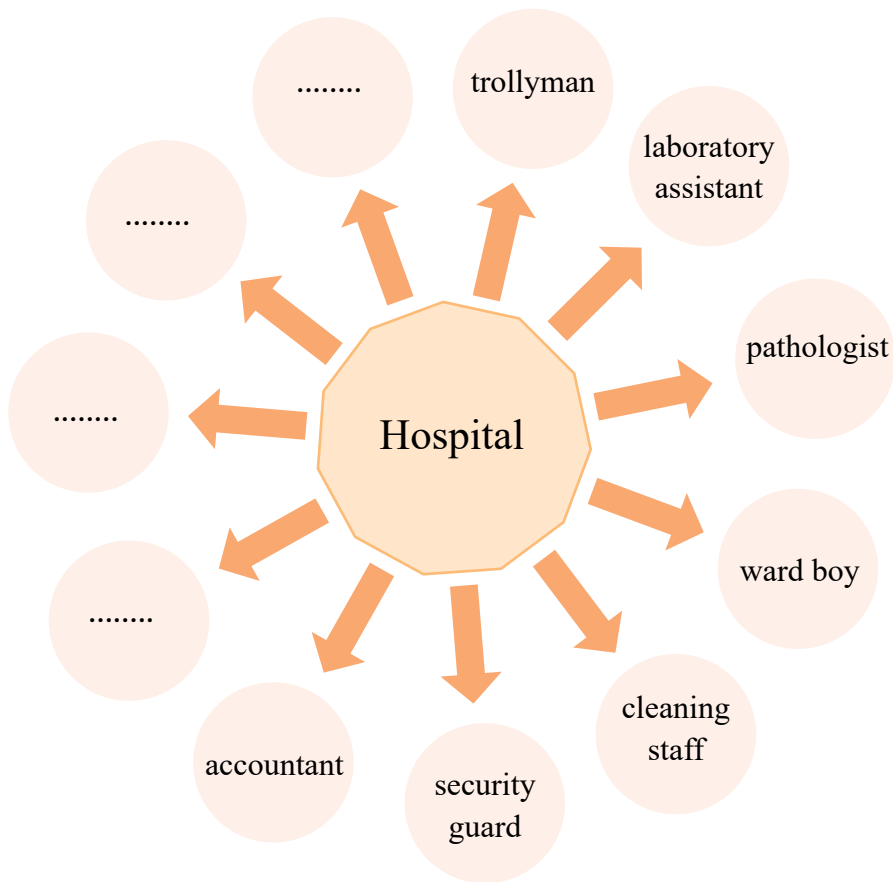 ........
trollyman
laboratory
assistant
........
pathologist
........
Hospital
ward boy
........
cleaning
staff
accountant
security
guard